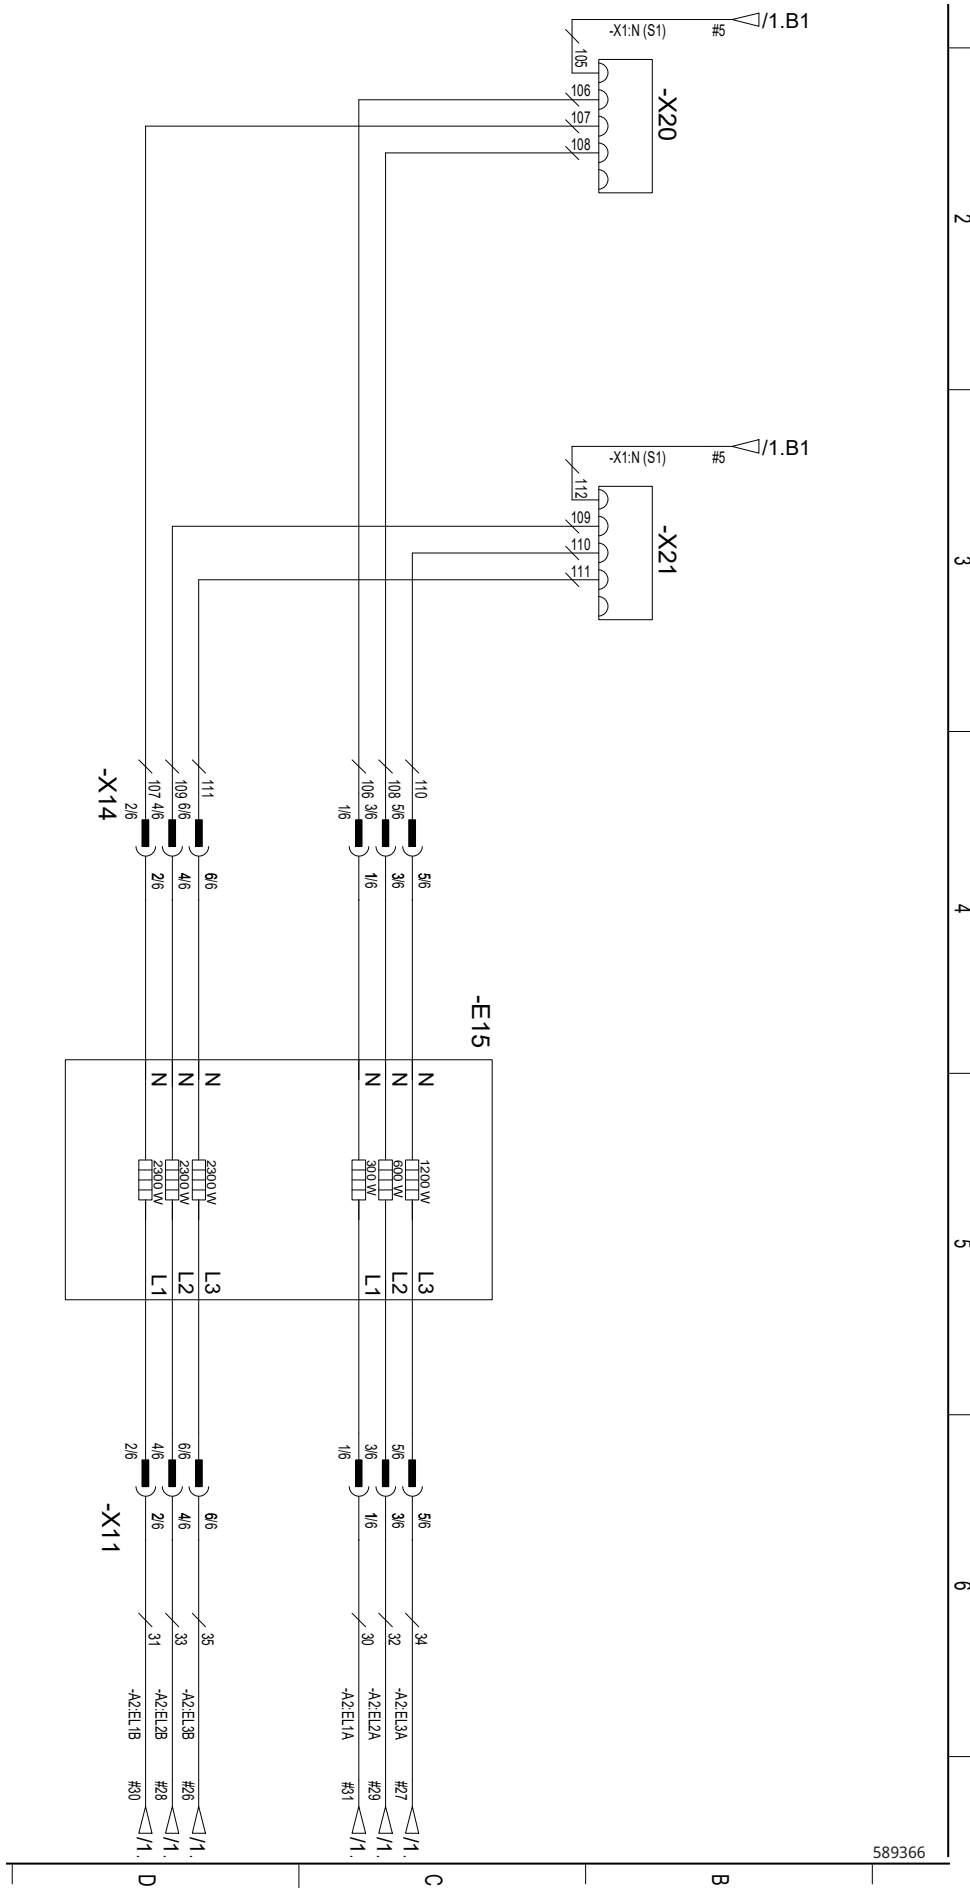 /1.B1
-X1:N (S1)
#5
105
106
107
108
-X20
2
/1.B1
-X1:N (S1)
#5
112
109
110
111
-X21
3
-X14
107
109
111
106
108
110
2/6
4/6
6/6
1/6
3/6
5/6
2/6
4/6
6/6
1/6
3/6
5/6
4
-E15
N
N
N
N
N
N
2300 W
2300 W
2300 W
300 W
600 W
1200 W
L1
L2
L3
L1
L2
L3
5
2/6
4/6
6/6
1/6
3/6
5/6
-X11
2/6
4/6
6/6
1/6
3/6
5/6
6
31
33
35
30
32
34
-A2:EL1B
-A2:EL2B
-A2:EL3B
-A2:EL1A
-A2:EL2A
-A2:EL3A
#30
#28
#26
#31
#29
#27
/1.
/1.
/1.
/1.
/1.
/1.
589366
D
C
B